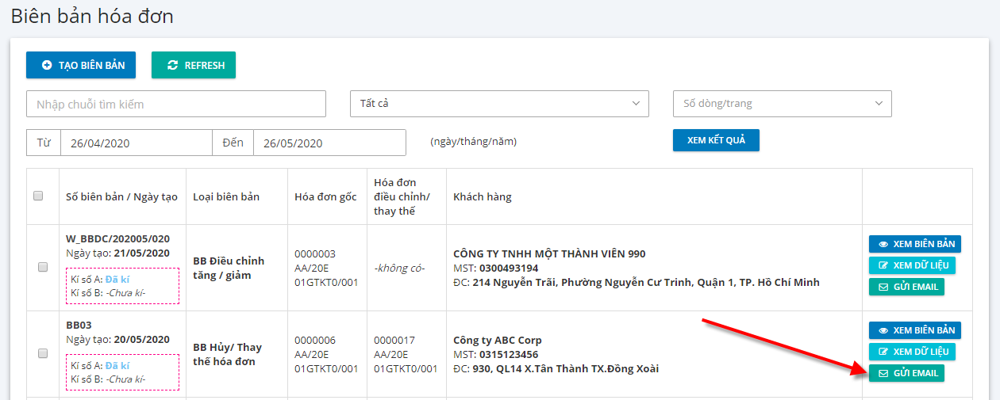 Biên bản hóa đơn
TẠO BIÊN BẢN
REFRESH
Nhập chuỗi tìm kiếm
Tất cả
Số dòng/trang
Từ
26/04/2020
Đến
26/05/2020
(ngày/tháng/năm)
XEM KẾT QUẢ
Số biên bản / Ngày tạo
Loại biên bản
Hóa đơn gốc
Hóa đơn
điều chỉnh/
thay thế
Khách hàng
W_BBDC/202005/020
Ngày tạo: 21/05/2020
Kí số A: Đã kí
Kí số B: -Chưa kí-
BB Điều chỉnh
tăng / giảm
0000003
AA/20E
01GTKT0/001
-không có-
CÔNG TY TNHH MỘT THÀNH VIÊN 990
MST: 0300493194
ĐC: 214 Nguyễn Trãi, Phường Nguyễn Cư Trinh, Quận 1, TP. Hồ Chí Minh
XEM BIÊN BẢN
XEM DỮ LIỆU
GỬI EMAIL
BB03
Ngày tạo: 20/05/2020
Kí số A: Đã kí
Kí số B: -Chưa kí-
BB Hủy/ Thay
thế hóa đơn
0000006
AA/20E
01GTKT0/001
0000017
AA/20E
01GTKT0/001
Công ty ABC Corp
MST: 0315123456
ĐC: 930, QL14 X.Tân Thành TX.Đồng Xoài
XEM BIÊN BẢN
XEM DỮ LIỆU
GỬI EMAIL